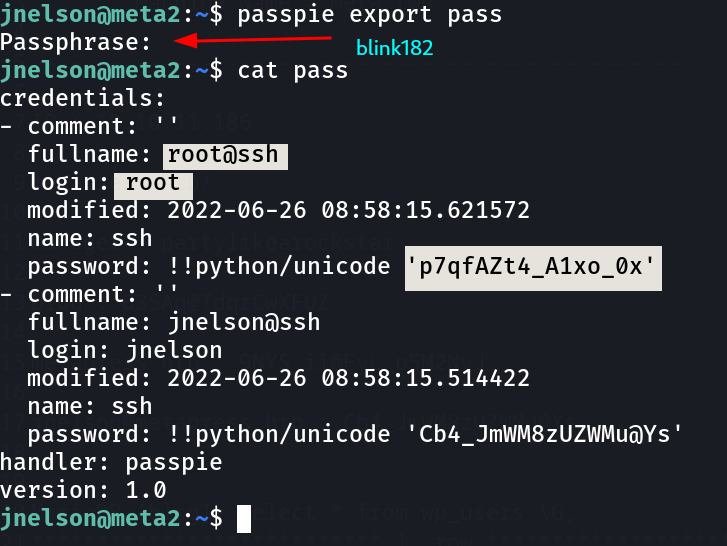 jnelson@meta2:~$ passpie export pass
Passphrase: blink182
jnelson@meta2:~$ cat pass
credentials:
- comment: ''
fullname: root@ssh
login: root
modified: 2022-06-26 08:58:15.621572
name: ssh
password: !!python/unicode 'p7qfAZt4_A1xo_0x'
- comment: ''
fullname: jnelson@ssh
login: jnelson
modified: 2022-06-26 08:58:15.514422
name: ssh
password: !!python/unicode 'Cb4_JmWM8zUZWMu@Ys'
handler: passpie
version: 1.0
jnelson@meta2:~$